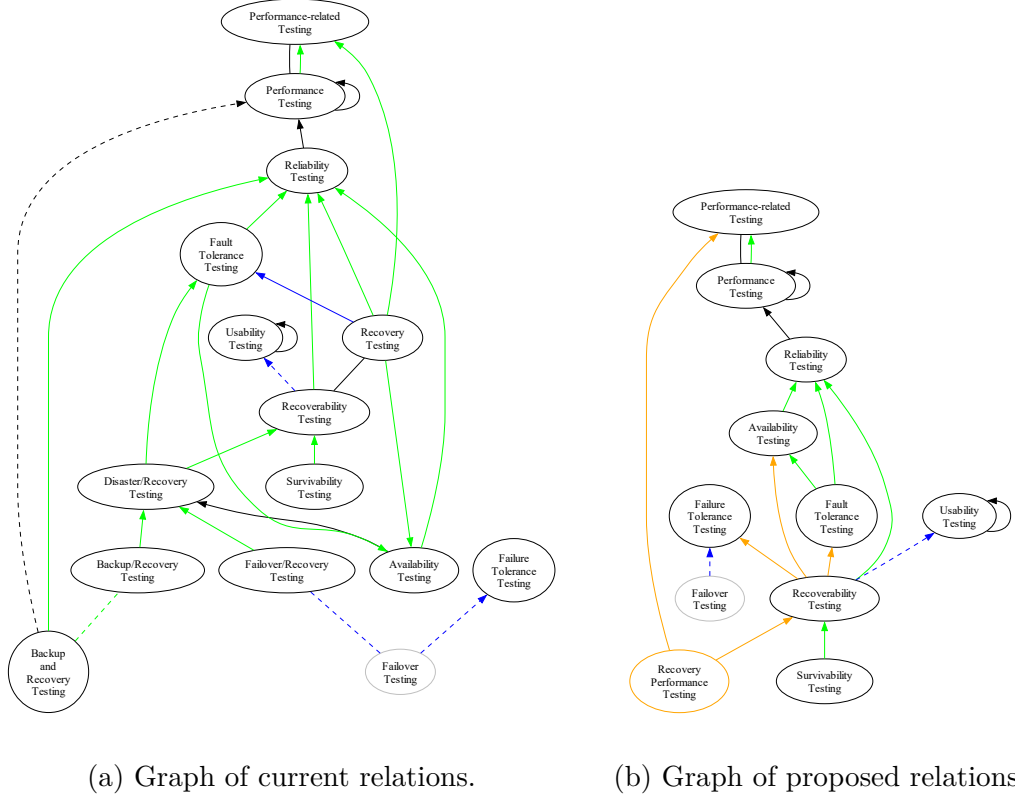 Performance-related
Testing
Performance
Testing
Reliability
Testing
Fault
Tolerance
Testing
Usability
Testing
Recovery
Testing
Recoverability
Testing
Disaster/Recovery
Testing
Survivability
Testing
Backup/Recovery
Testing
Failover/Recovery
Testing
Availability
Testing
Failure
Tolerance
Testing
Backup
and
Recovery
Testing
Failover
Testing
(a) Graph of current relations.
Performance-related
Testing
Performance
Testing
Reliability
Testing
Availability
Testing
Failure
Tolerance
Testing
Fault
Tolerance
Testing
Usability
Testing
Failover
Testing
Recoverability
Testing
Recovery
Performance
Testing
Survivability
Testing
(b) Graph of proposed relations